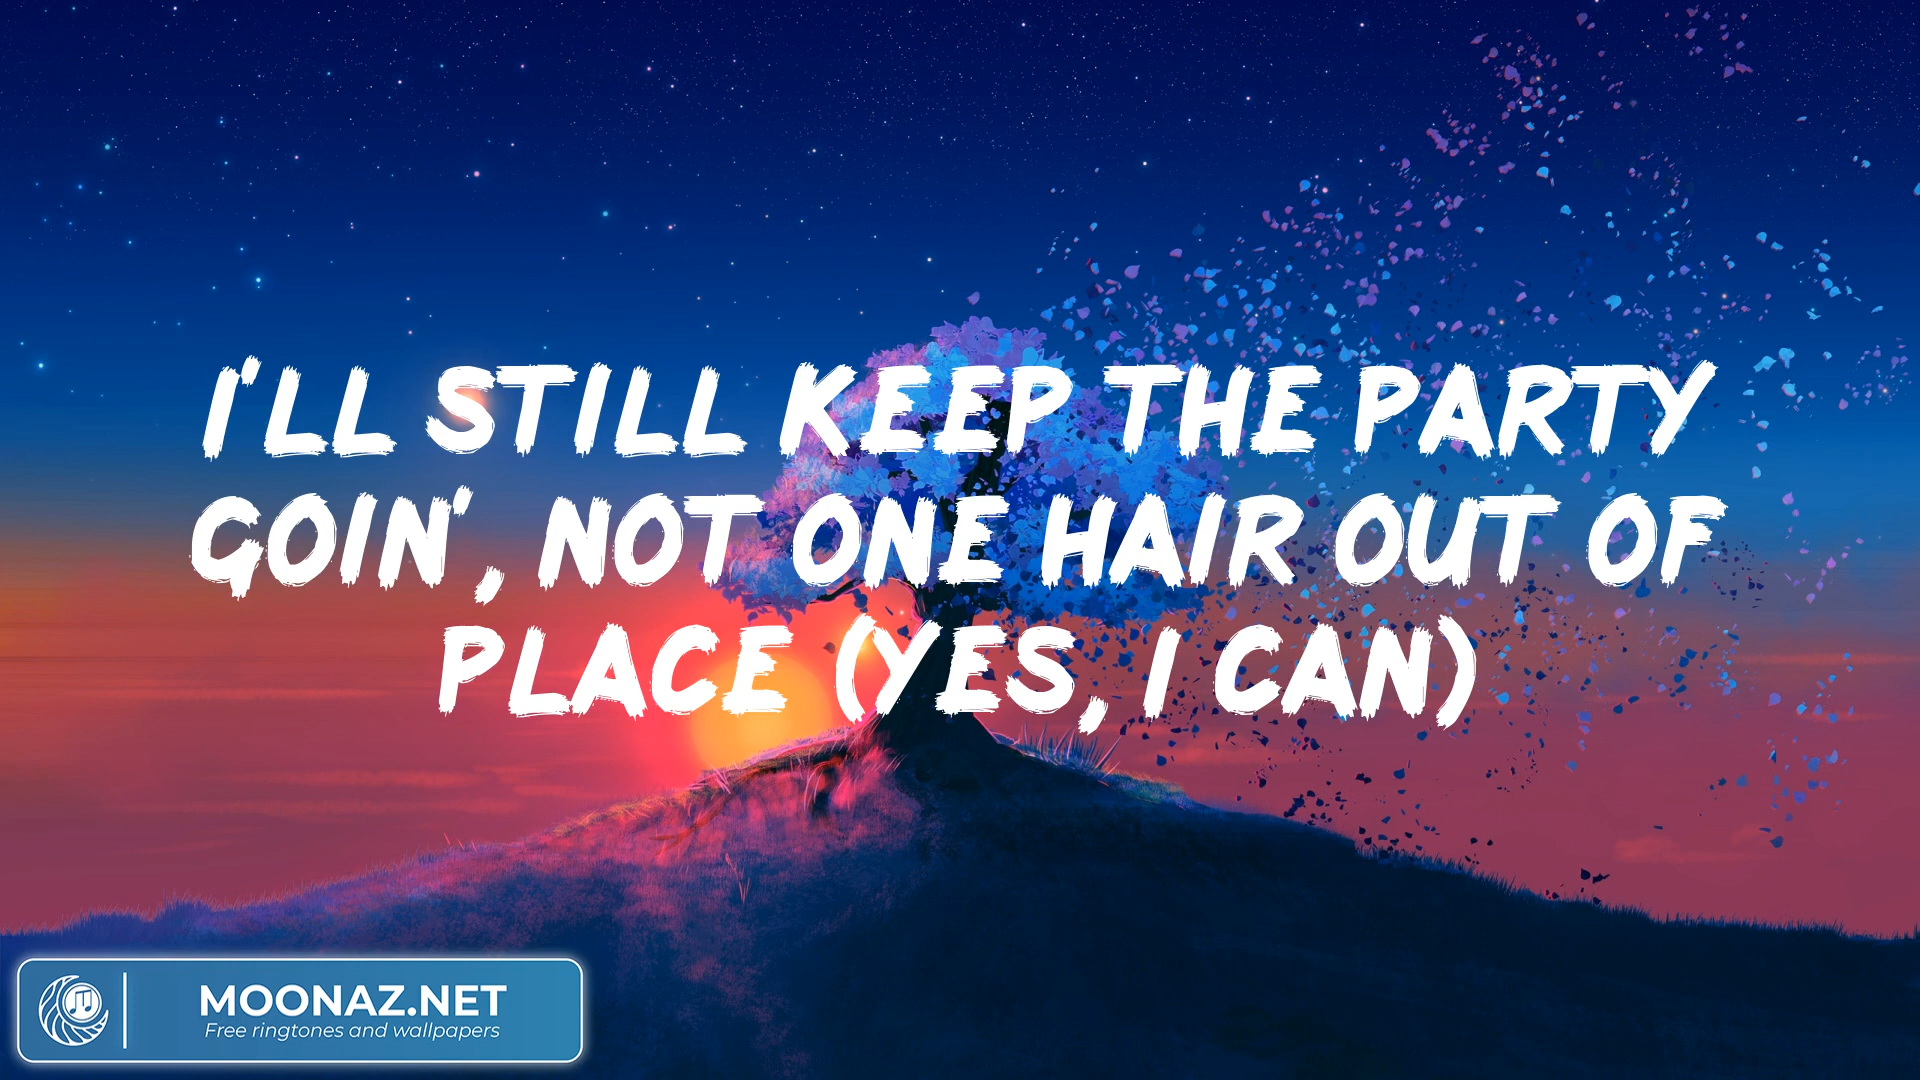 I'LL STILL KEEP THE PARTY
GOIN', NOT ONE HAIR OUT OF
PLACE (YES, I CAN)
MOONAZ.NET
Free ringtones and wallpapers